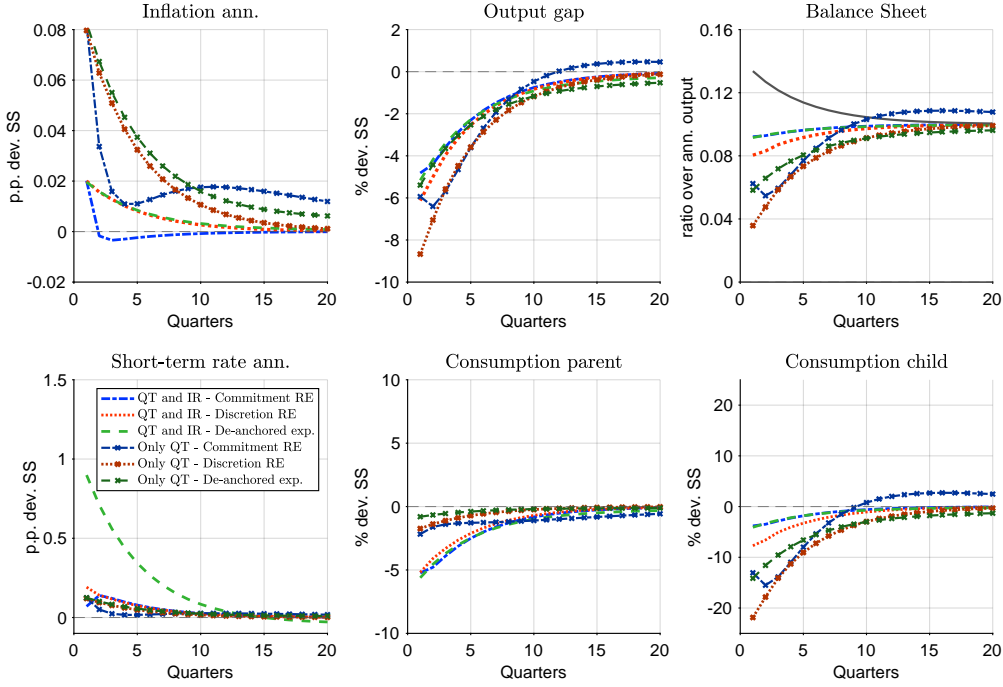 Inflation ann.
Output gap
Balance Sheet
p.p. dev. SS
0.08
0.06
0.04
0.02
0
-0.02
0
5
10
15
20
Quarters
% dev. SS
2
0
-2
-4
-6
-8
-10
0
5
10
15
20
Quarters
ratio over ann. output
0.16
0.12
0.08
0.04
0
0
5
10
15
20
Quarters
Short-term rate ann.
Consumption parent
Consumption child
p.p. dev. SS
1.5
1
0.5
0
QT and IR - Commitment RE
QT and IR - Discretion RE
QT and IR - De-anchored exp.
Only QT - Commitment RE
Only QT - Discretion RE
Only QT - De-anchored exp.
0
5
10
15
20
Quarters
% dev. SS
10
5
0
-5
-10
0
5
10
15
20
Quarters
% dev. SS
20
10
0
-10
-20
0
5
10
15
20
Quarters